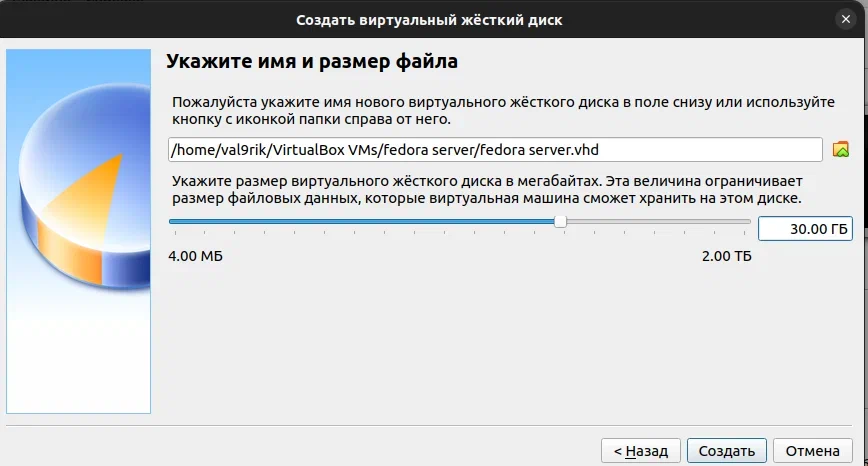 Создать виртуальный жёсткий диск
Укажите имя и размер файла
Пожалуйста укажите имя нового виртуального жёсткого диска в поле снизу или используйте
кнопку с иконкой папки справа от него.
/home/val9rik/VirtualBox VMs/fedora server/fedora server.vhd
Укажите размер виртуального жёсткого диска в мегабайтах. Эта величина ограничивает
размер файловых данных, которые виртуальная машина сможет хранить на этом диске.
30.00 ГБ
4.00 МБ 2.00 ТБ
< Назад Создать Отмена